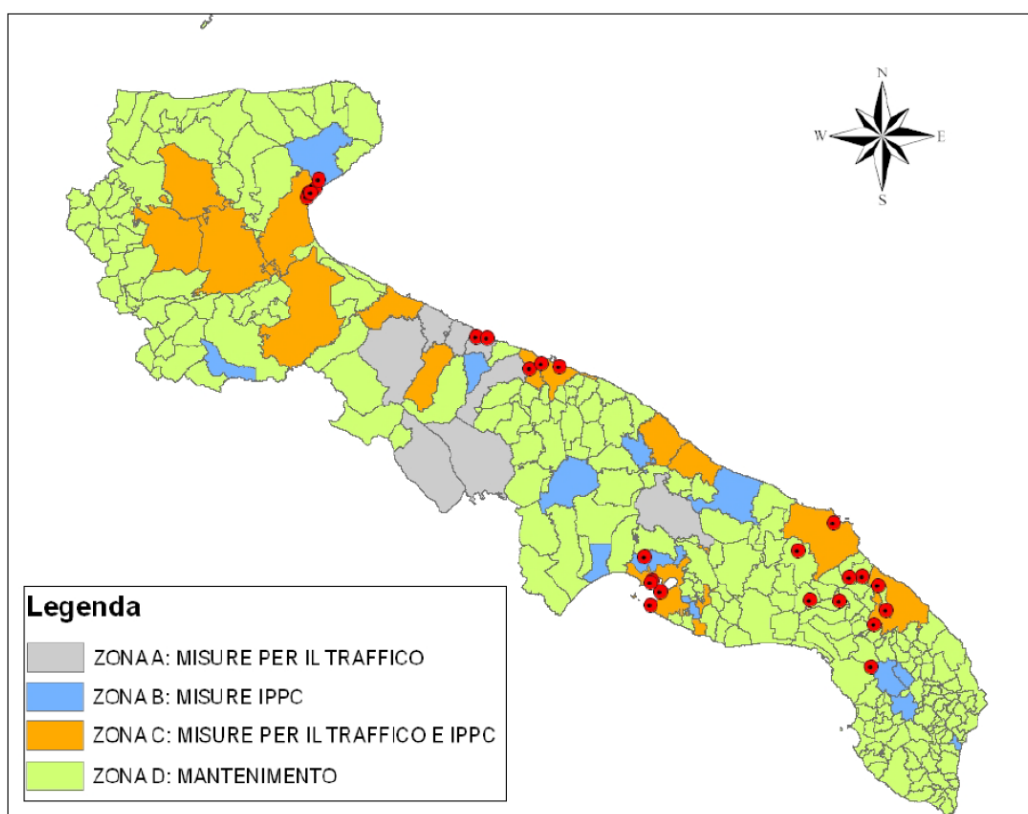 N
W E
S
Legenda
ZONA A: MISURE PER IL TRAFFICO
ZONA B: MISURE IPPC
ZONA C: MISURE PER IL TRAFFICO E IPPC
ZONA D: MANTENIMENTO